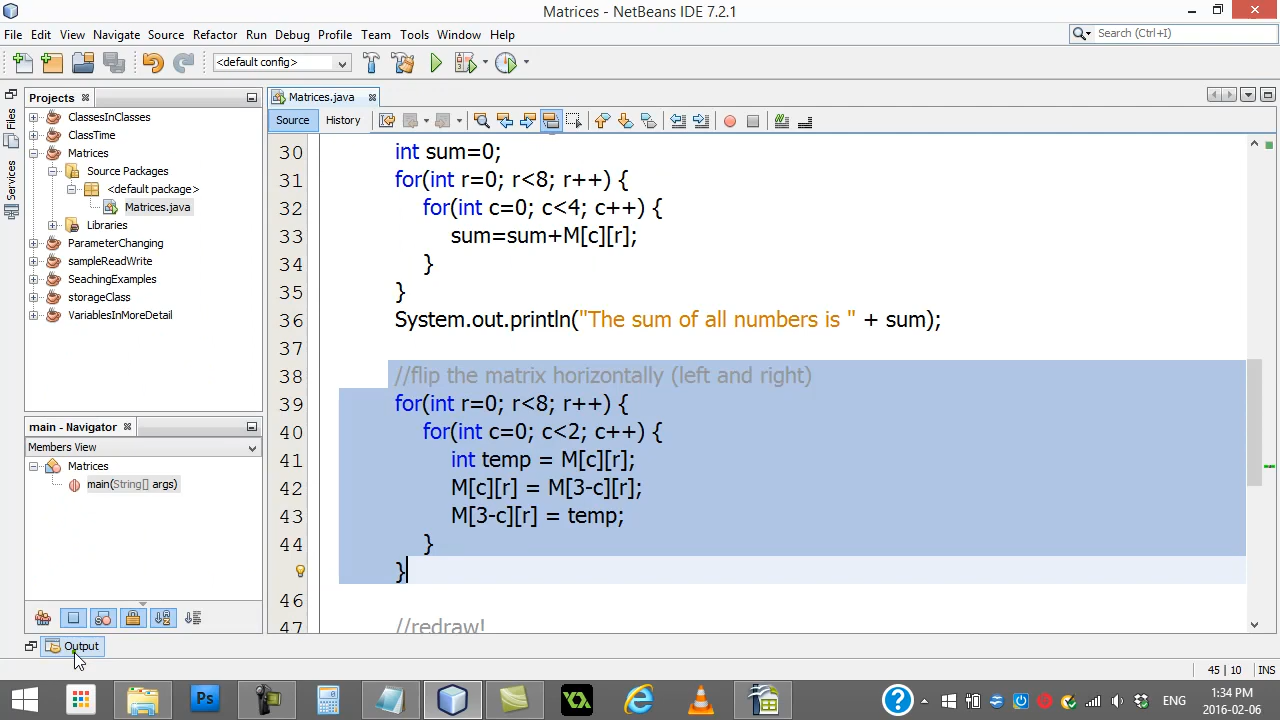 Matrices - NetBeans IDE 7.2.1
File Edit View Navigate Source Refactor Run Debug Profile Team Tools Window Help
Search (Ctrl+I)
<default config>
Projects
Matrices.java
Source History
Files
Services
ClassesInClasses
ClassTime
Matrices
Source Packages
<default package>
Matrices.java
Libraries
ParameterChanging
sampleReadWrite
SeachingExamples
storageClass
VariablesInMoreDetail
main - Navigator
Members View
Matrices
main(String[] args)
30 int sum=0;
31 for(int r=0; r<8; r++) {
32 for(int c=0; c<4; c++) {
33 sum=sum+M[c][r];
34 }
35 }
36 System.out.println("The sum of all numbers is " + sum);
37
38 //flip the matrix horizontally (left and right)
39 for(int r=0; r<8; r++) {
40 for(int c=0; c<2; c++) {
41 int temp = M[c][r];
42 M[c][r] = M[3-c][r];
43 M[3-c][r] = temp;
44 }
}
46
47 //redraw!
Output
45 | 10 INS
Ps
ENG
1:34 PM
2016-02-06